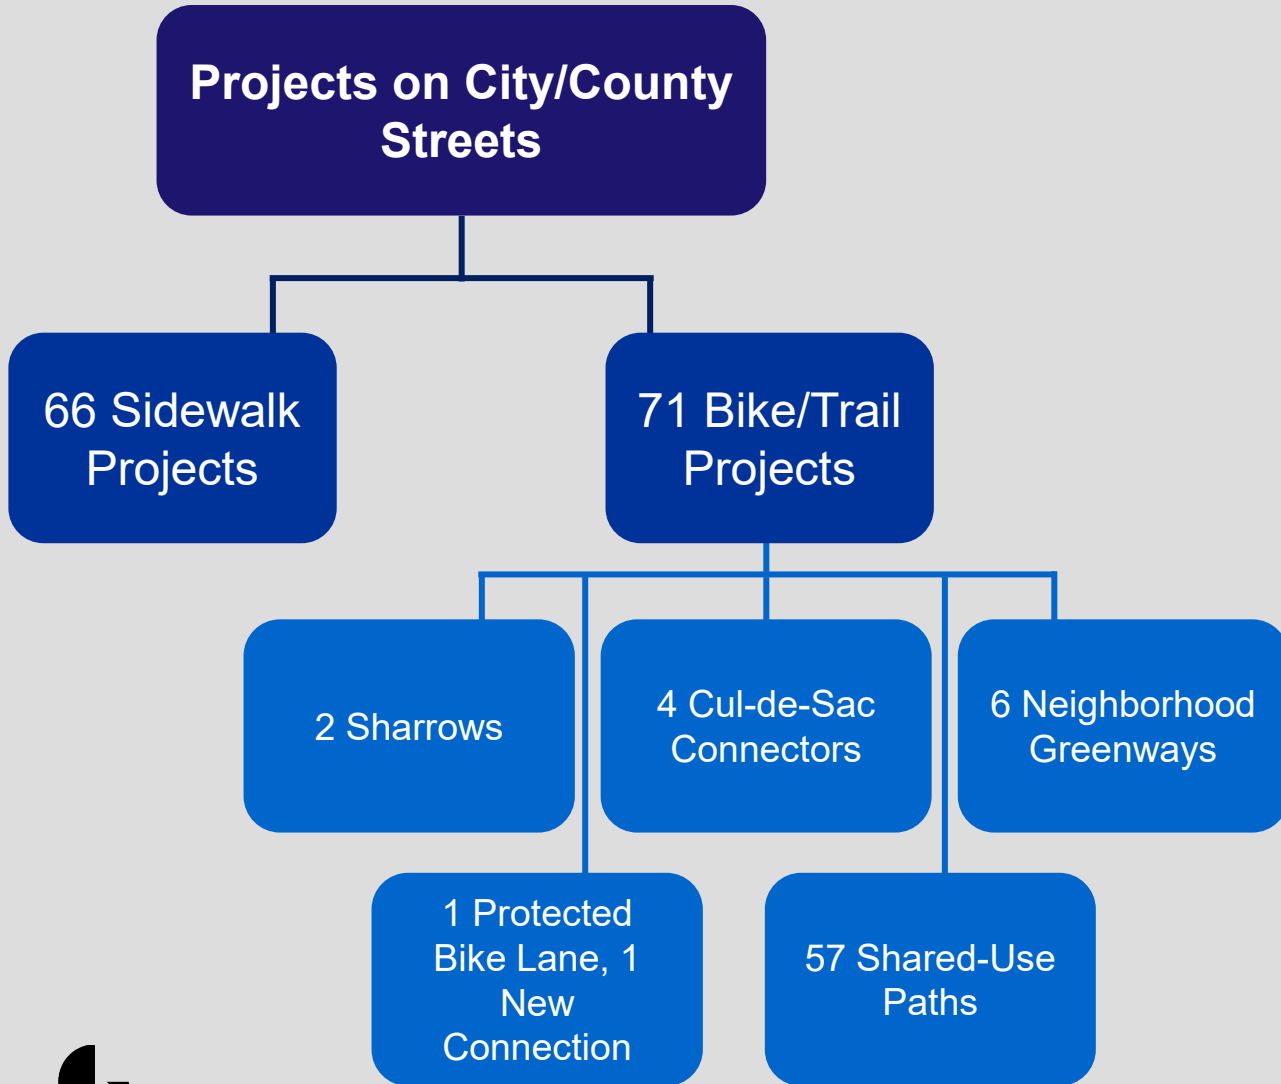 Projects on City/County
Streets
66 Sidewalk
Projects
71 Bike/Trail
Projects
2 Sharrows
4 Cul-de-Sac
Connectors
6 Neighborhood
Greenways
1 Protected
Bike Lane, 1
New
Connection
57 Shared-Use
Paths